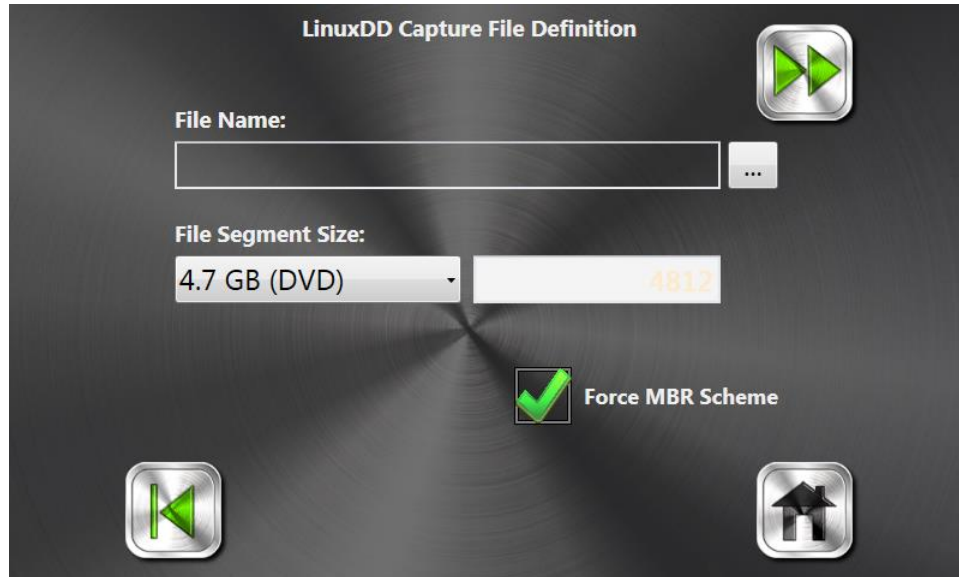 LinuxDD Capture File Definition
File Name:
...
File Segment Size:
4.7 GB (DVD) 4812
Force MBR Scheme